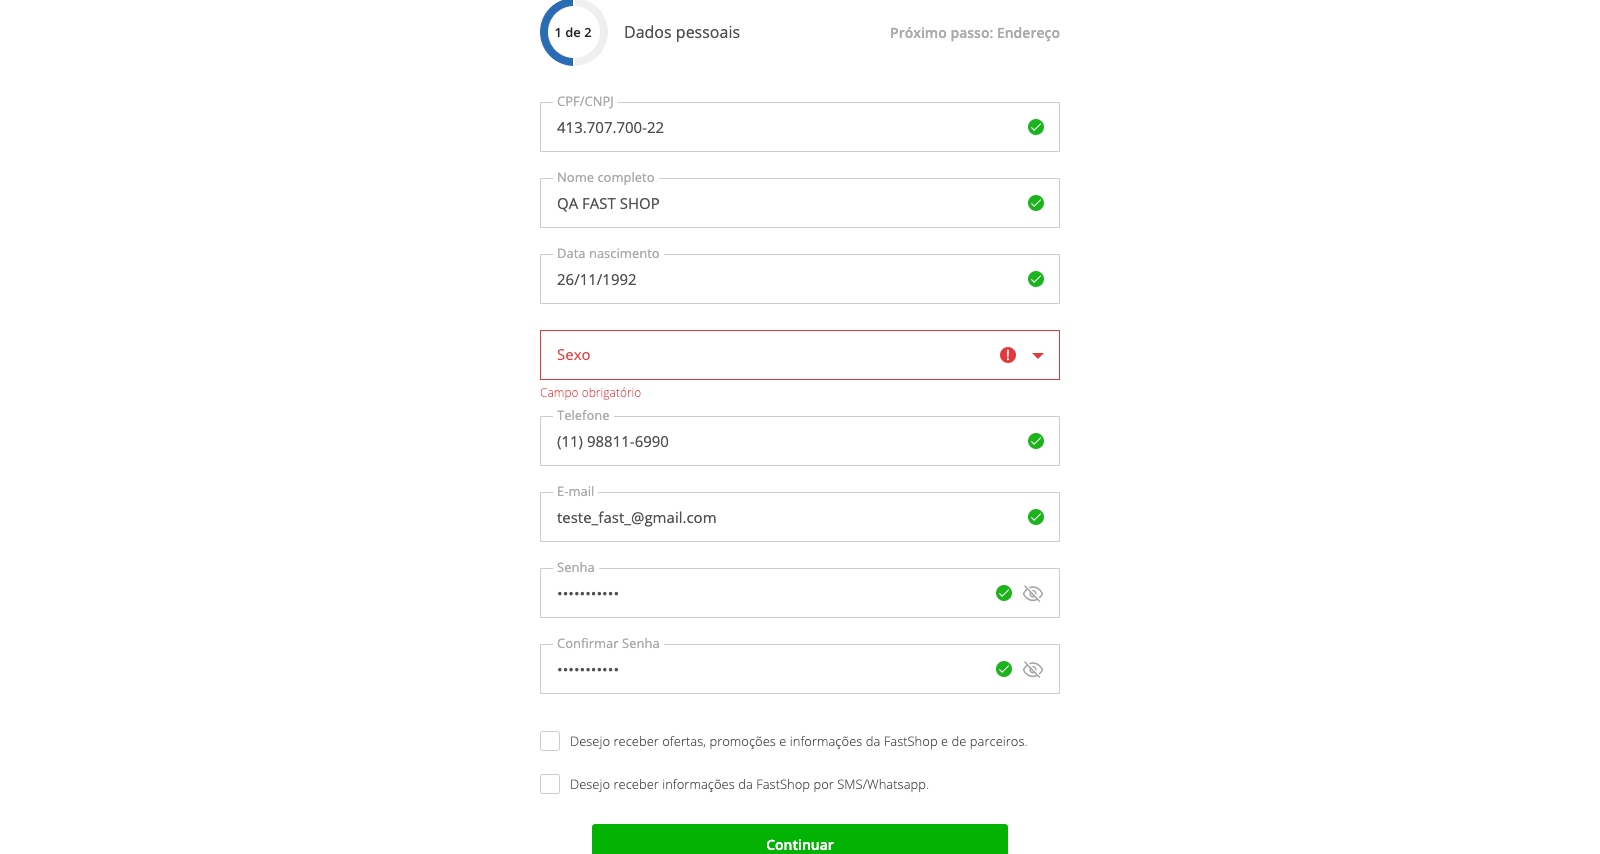 1 de 2
Dados pessoais
Próximo passo: Endereço
CPF/CNPJ
413.707.700-22
Nome completo
QA FAST SHOP
Data nascimento
26/11/1992
Sexo
Campo obrigatório
Telefone
(11) 98811-6990
E-mail
teste_fast_@gmail.com
Senha
•••••••••••
Confirmar Senha
•••••••••••
Desejo receber ofertas, promoções e informações da FastShop e de parceiros.
Desejo receber informações da FastShop por SMS/Whatsapp.
Continuar